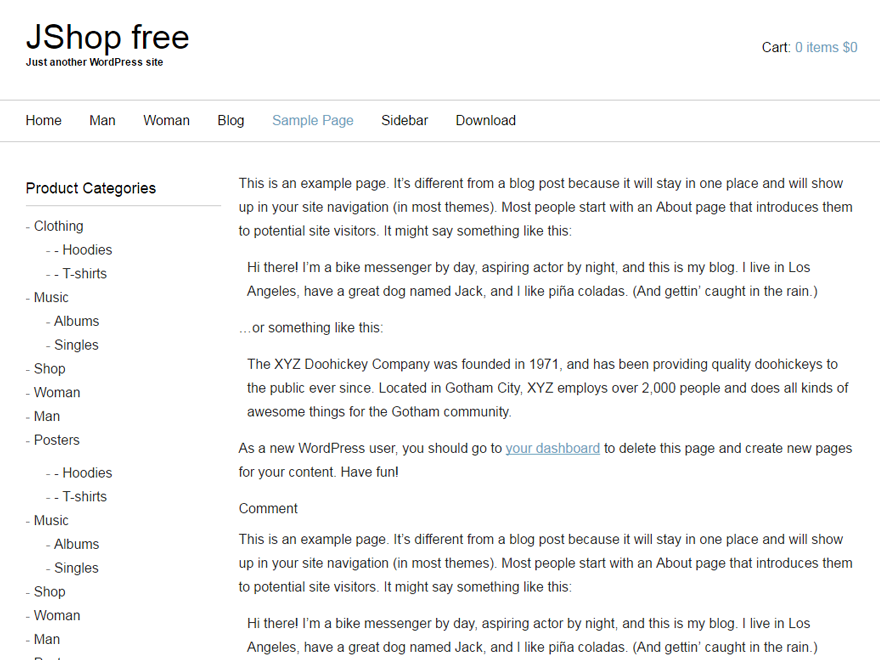 JShop free
Just another WordPress site
Cart: 0 items $0
Home Man Woman Blog Sample Page Sidebar Download
Product Categories
- Clothing
- - Hoodies
- - T-shirts
- Music
- Albums
- Singles
- Shop
- Woman
- Man
- Posters
- - Hoodies
- - T-shirts
- Music
- Albums
- Singles
- Shop
- Woman
- Man
This is an example page. It’s different from a blog post because it will stay in one place and will show
up in your site navigation (in most themes). Most people start with an About page that introduces them
to potential site visitors. It might say something like this:
Hi there! I’m a bike messenger by day, aspiring actor by night, and this is my blog. I live in Los
Angeles, have a great dog named Jack, and I like piña coladas. (And gettin’ caught in the rain.)
…or something like this:
The XYZ Doohickey Company was founded in 1971, and has been providing quality doohickeys to
the public ever since. Located in Gotham City, XYZ employs over 2,000 people and does all kinds of
awesome things for the Gotham community.
As a new WordPress user, you should go to your dashboard to delete this page and create new pages
for your content. Have fun!
Comment
This is an example page. It’s different from a blog post because it will stay in one place and will show
up in your site navigation (in most themes). Most people start with an About page that introduces them
to potential site visitors. It might say something like this:
Hi there! I’m a bike messenger by day, aspiring actor by night, and this is my blog. I live in Los
Angeles, have a great dog named Jack, and I like piña coladas. (And gettin’ caught in the rain.)